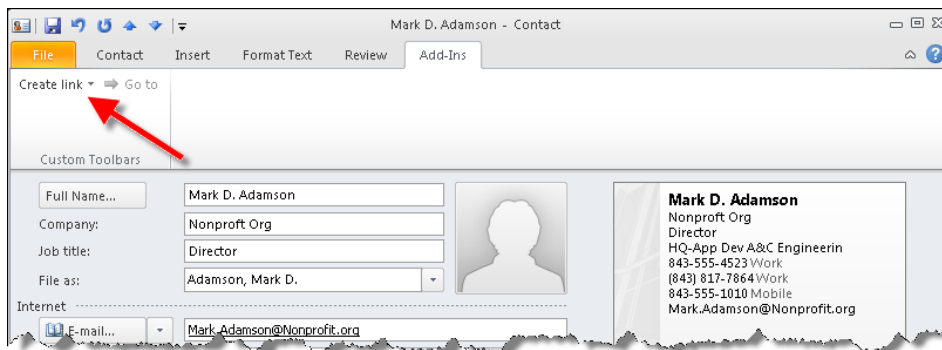 Mark D. Adamson - Contact
File Contact Insert Format Text Review Add-Ins
Create link Go to
Custom Toolbars
Full Name... Mark D. Adamson
Company: Nonproft Org
Job title: Director
File as: Adamson, Mark D.
Internet
E-mail... Mark.Adamson@Nonprofit.org
Mark D. Adamson
Nonproft Org
Director
HQ-App Dev A&C Engineerin
843-555-4523 Work
(843) 817-7864 Work
843-555-1010 Mobile
Mark.Adamson@Nonprofit.org